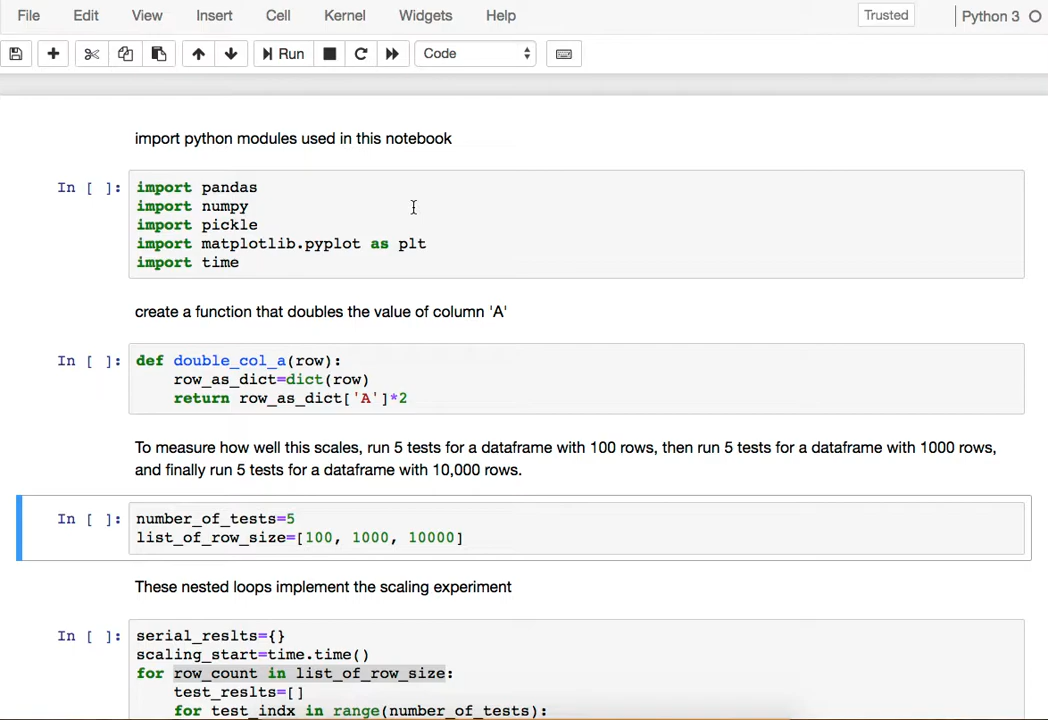 File Edit View Insert Cell Kernel Widgets Help Trusted Python 3
Run Code
import python modules used in this notebook
In [ ]: import pandas
import numpy
import pickle
import matplotlib.pyplot as plt
import time
create a function that doubles the value of column 'A'
In [ ]: def double_col_a(row):
    row_as_dict=dict(row)
    return row_as_dict['A']*2
To measure how well this scales, run 5 tests for a dataframe with 100 rows, then run 5 tests for a dataframe with 1000 rows,
and finally run 5 tests for a dataframe with 10,000 rows.
In [ ]: number_of_tests=5
list_of_row_size=[100, 1000, 10000]
These nested loops implement the scaling experiment
In [ ]: serial_reslts={}
scaling_start=time.time()
for row_count in list_of_row_size:
    test_reslts=[]
    for test_indx in range(number_of_tests):